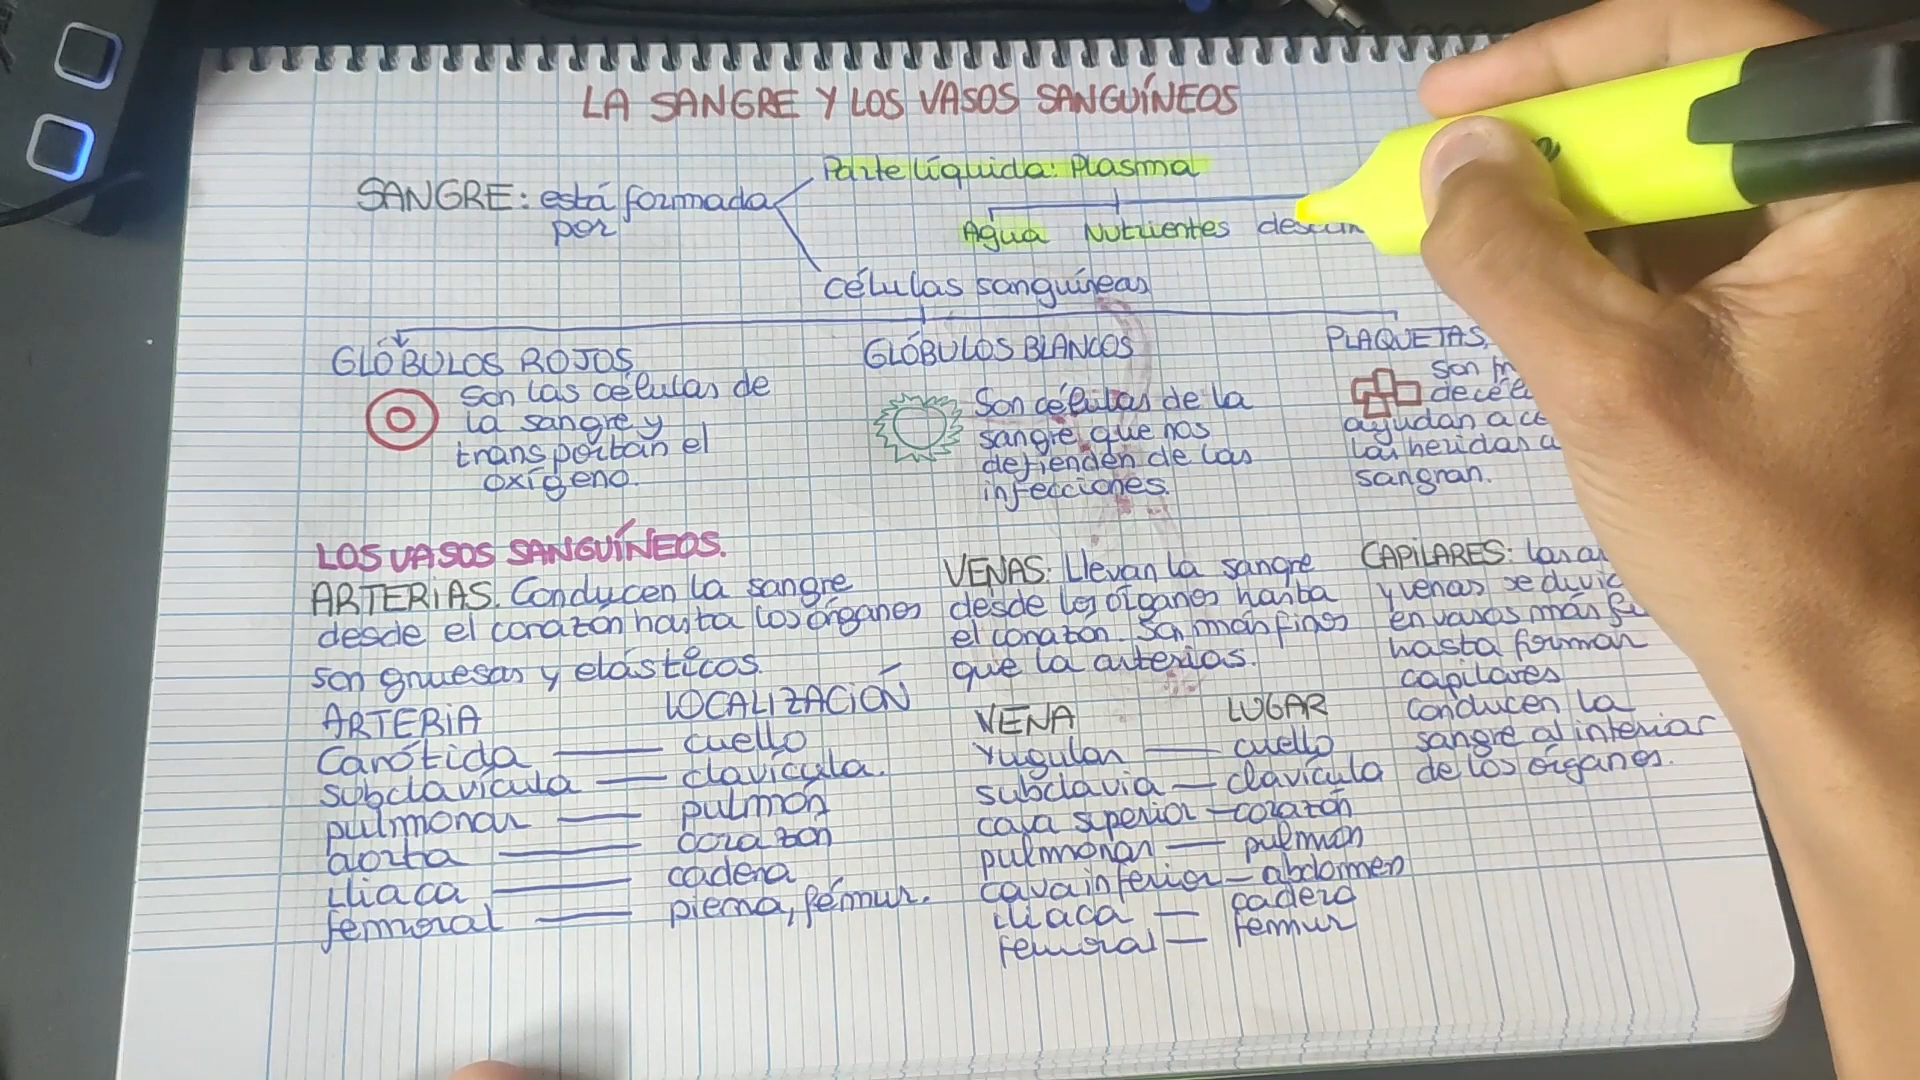 LA SANGRE Y LOS VASOS SANGUÍNEOS
Parte líquida: Plasma
SANGRE: está formada
por
Agua Nutrientes
células sanguíneas
GLÓBULOS ROJOS
Son las células de
la sangre y
transportan el
oxígeno.
GLÓBULOS BLANCOS
Son células de la
sangre que nos
defienden de las
infecciones.
PLAQUETAS.
Son
ayudan a
las heridas
sangran.
LOS VASOS SANGUÍNEOS.
ARTERIAS. Conducen la sangre
desde el corazón hasta los órganos
son gruesas y elásticos.
ARTERIA LOCALIZACIÓN
Carótida — cuello
subclavícula — clavícula.
pulmonar — pulmón
aorta — corazón
iliaca — cadera
femoral — pierna, fémur.
VENAS: Llevan la sangre
desde los órganos hasta
el corazón. Son más finos
que la arterias.
VENA LUGAR
Yugular — cuello
subclavia — clavícula
cava superior — corazón
pulmonar — pulmón
cava inferior — abdomen
iliaca — cadera
femoral — femur
CAPILARES: las
y venas se
en vasos más
hasta forman
capilares
conducen la
sangre al interior
de los órganos.